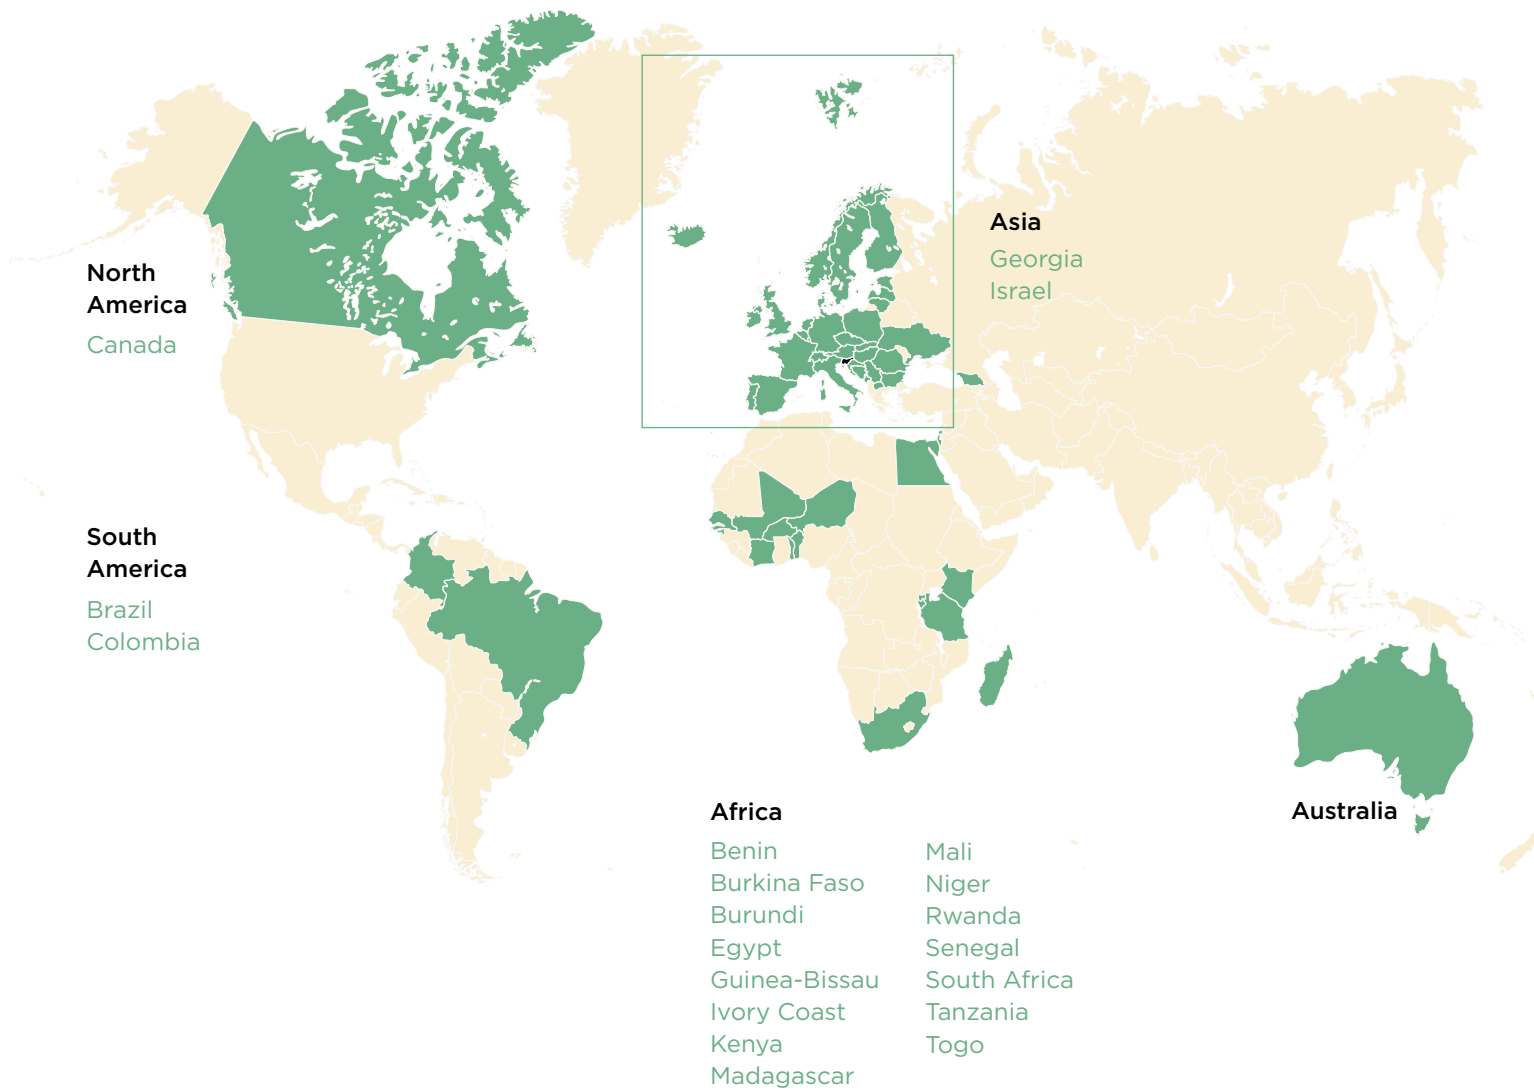 North
America
Canada
South
America
Brazil
Colombia
Asia
Georgia
Israel
Africa
Benin
Burkina Faso
Burundi
Egypt
Guinea-Bissau
Ivory Coast
Kenya
Madagascar
Mali
Niger
Rwanda
Senegal
South Africa
Tanzania
Togo
Australia